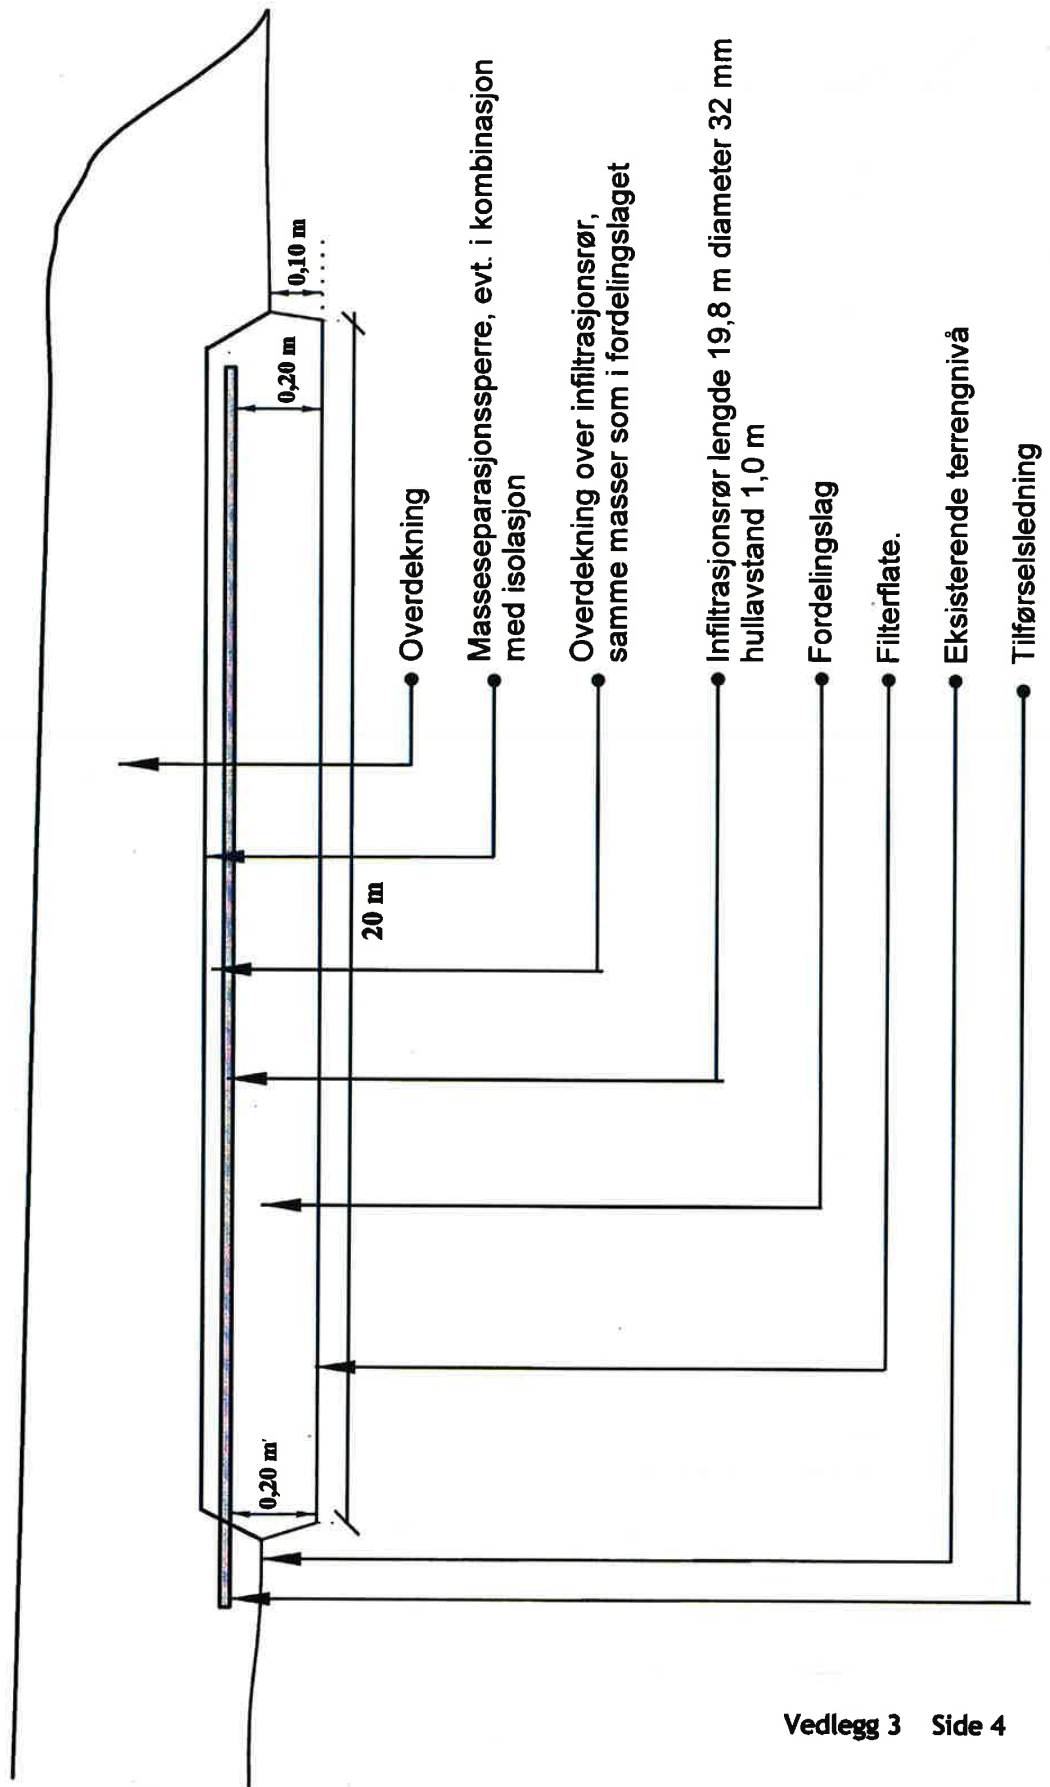 0,10 m
0,20 m
20 m
0,20 m
Overdekning
Masseseparasjonssperre, evt. i kombinasjon
med isolasjon
Overdekning over infiltrasjonsrør,
samme masser som i fordelingslaget
Infiltrasjonsrør lengde 19,8 m diameter 32 mm
hullavstand 1,0 m
Fordelingslag
Filterflate.
Eksisterende terrengnivå
Tilførselsledning
Vedlegg 3 Side 4